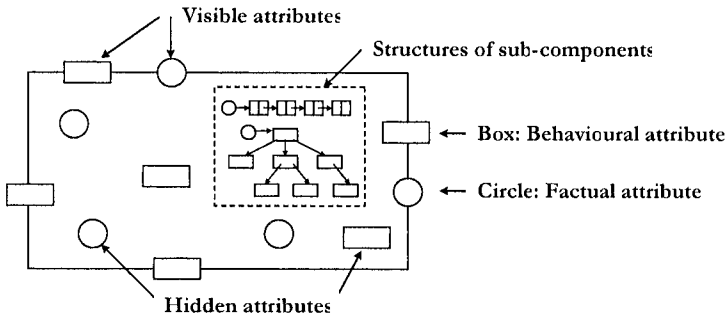 Visible attributes
Structures of sub-components
Box: Behavioural attribute
Circle: Factual attribute
Hidden attributes